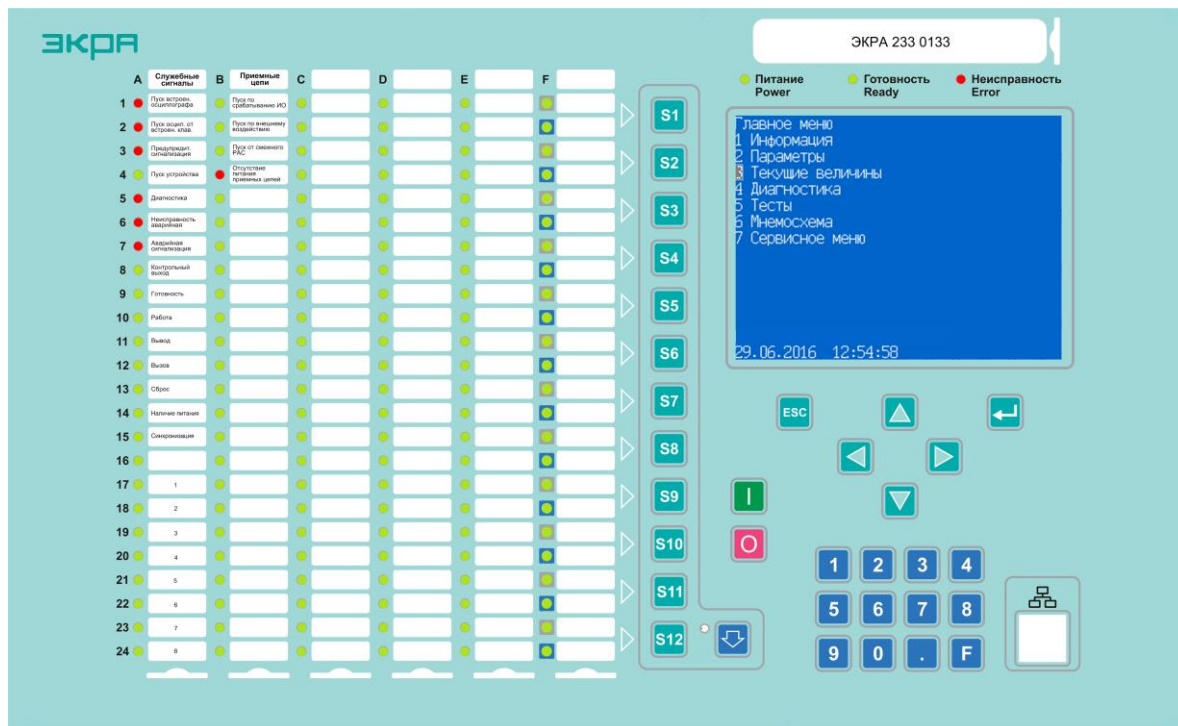 ЭКРА
ЭКРА 233 0133
Питание
Power
Готовность
Ready
Неисправность
Error
A
Служебные
сигналы
B
Приемные
цепи
C
D
E
F
1
Пуск встроен.
осциллографа
Пуск по
срабатыванию ИО
2
Пуск осцил. от
встроен. клав.
Пуск по внешнему
воздействию
3
Предупредит.
сигнализация
Пуск от смежного
РАС
4
Пуск устройства
Отсутствие
питания
приемных цепей
5
Диагностика
6
Неисправность
аварийная
7
Аварийная
сигнализация
8
Контрольный
выход
9
Готовность
10
Работа
11
Вывод
12
Вызов
13
Сброс
14
Наличие питания
15
Синхронизация
16
17
1
18
2
19
3
20
4
21
5
22
6
23
7
24
8
S1
S2
S3
S4
S5
S6
S7
S8
S9
S10
S11
S12
Главное меню
1 Информация
2 Параметры
3 Текущие величины
4 Диагностика
5 Тесты
6 Мнемосхема
7 Сервисное меню
29.06.2016 12:54:58
ESC
I
O
1 2 3 4
5 6 7 8
9 0 . F